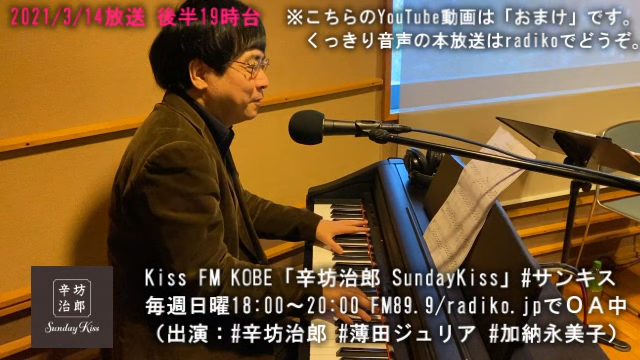 2021/3/14放送 後半19時台
※こちらのYouTube動画は「おまけ」です。
くっきり音声の本放送はradikoでどうぞ。
辛坊
治郎
Sunday Kiss
Kiss FM KOBE「辛坊治郎 SundayKiss」#サンキス
毎週日曜18:00～20:00 FM89.9/radiko.jpでＯＡ中
（出演：#辛坊治郎 #薄田ジュリア #加納永美子）